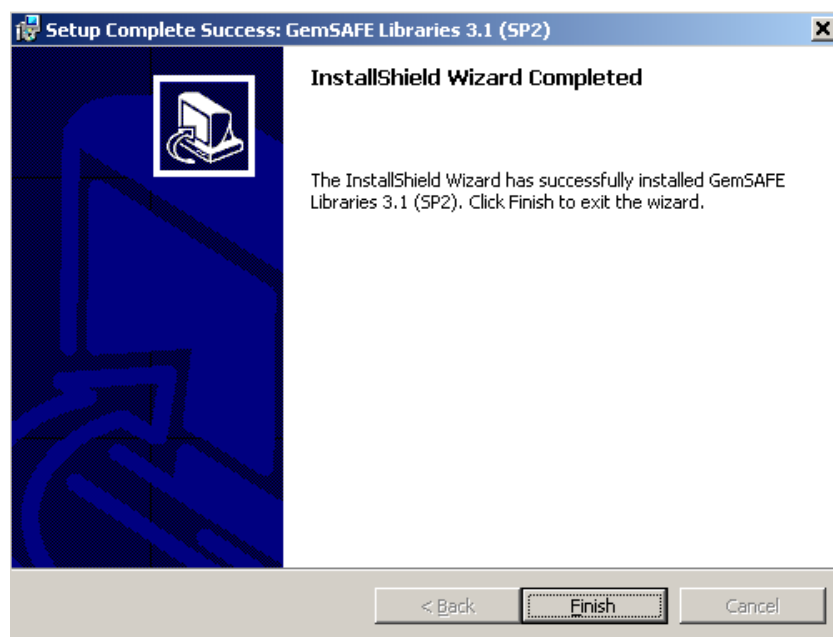 Setup Complete Success: GemSAFE Libraries 3.1 (SP2)
InstallShield Wizard Completed
The InstallShield Wizard has successfully installed GemSAFE
Libraries 3.1 (SP2). Click Finish to exit the wizard.
< Back Finish Cancel